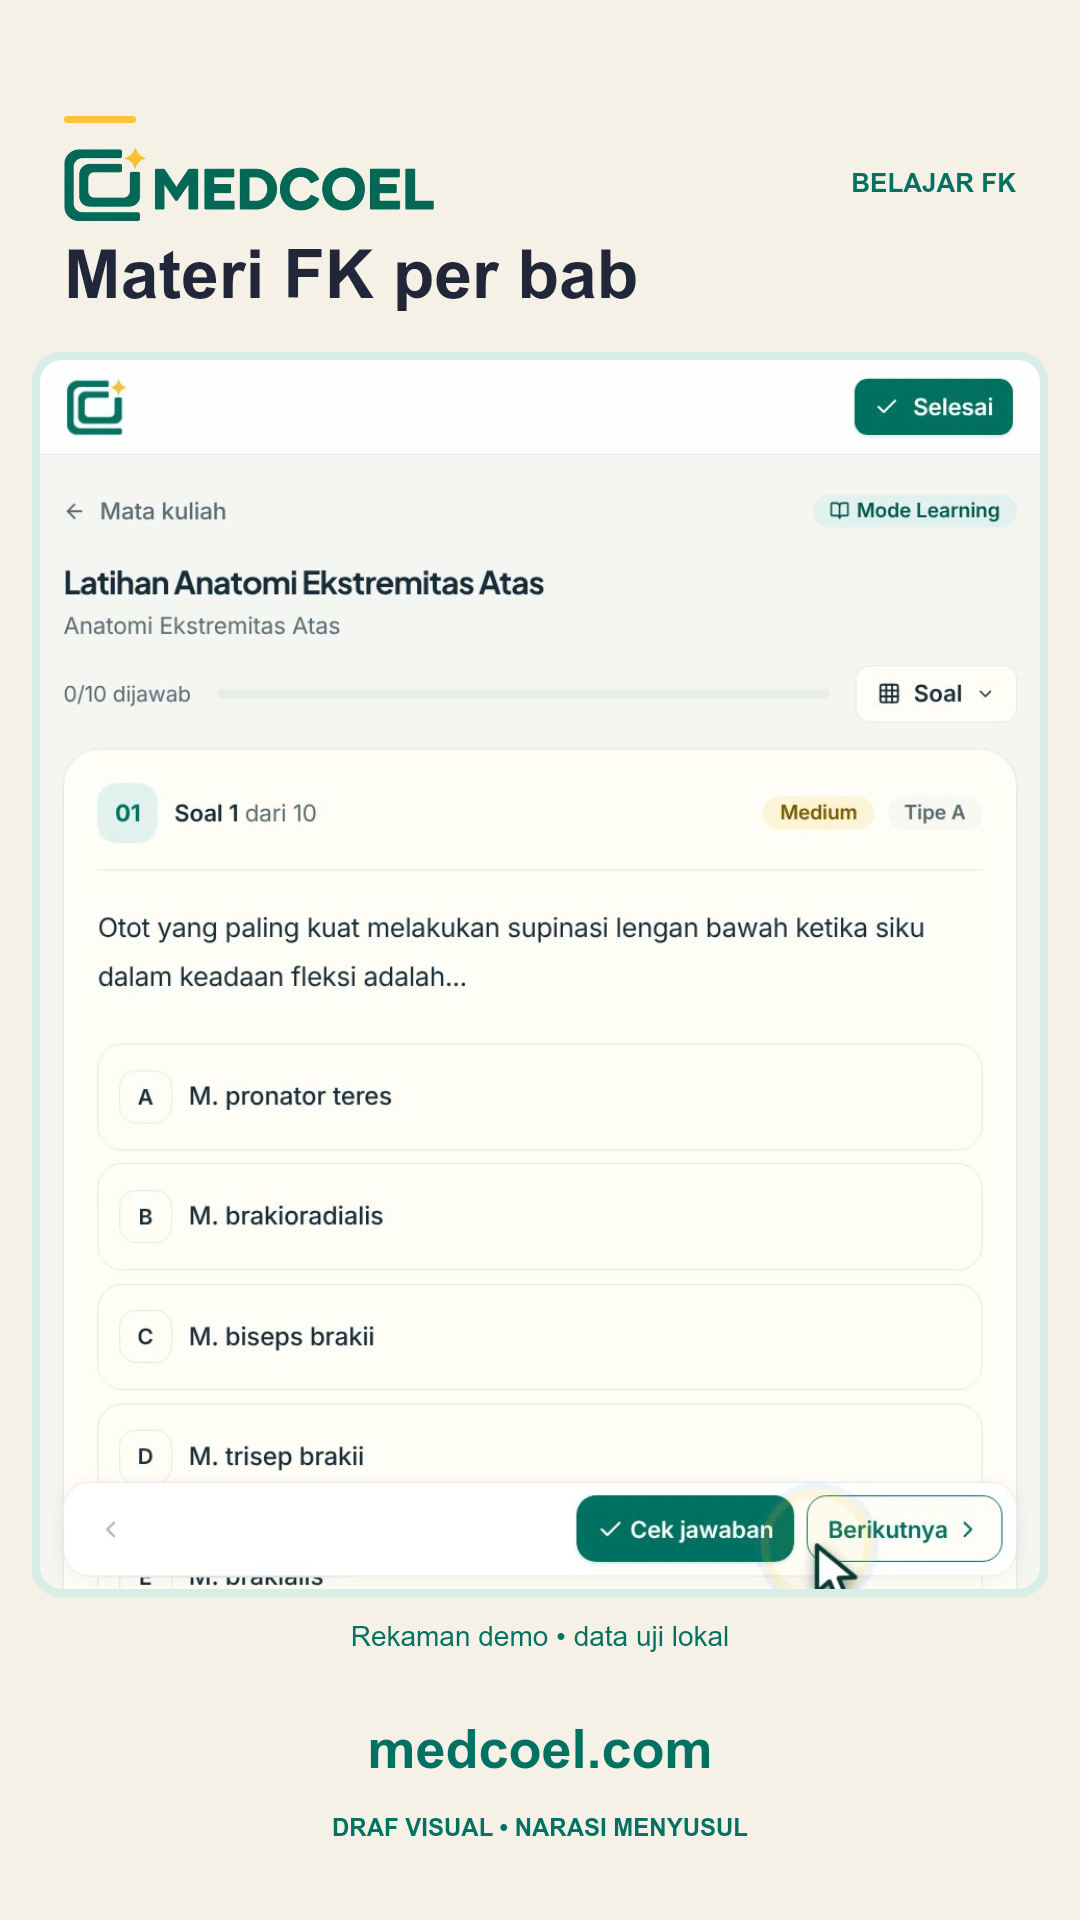 MEDCOEL
BELAJAR FK
Materi FK per bab
Selesai
Mata kuliah
Mode Learning
Latihan Anatomi Ekstremitas Atas
Anatomi Ekstremitas Atas
0/10 dijawab
Soal
01
Soal 1 dari 10
Medium
Tipe A
Otot yang paling kuat melakukan supinasi lengan bawah ketika siku
dalam keadaan fleksi adalah...
A M. pronator teres
B M. brakioradialis
C M. biseps brakii
D M. trisep brakii
Cek jawaban
Berikutnya
E M. brakialis
Rekaman demo • data uji lokal
medcoel.com
DRAF VISUAL • NARASI MENYUSUL